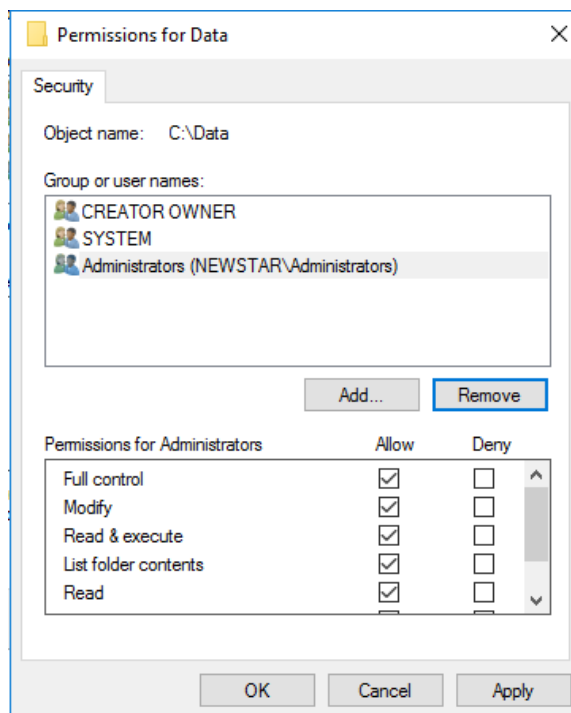 Permissions for Data
Security
Object name: C:\Data
Group or user names:
CREATOR OWNER
SYSTEM
Administrators (NEWSTAR\Administrators)
Add... Remove
Permissions for Administrators Allow Deny
Full control
Modify
Read & execute
List folder contents
Read
OK Cancel Apply